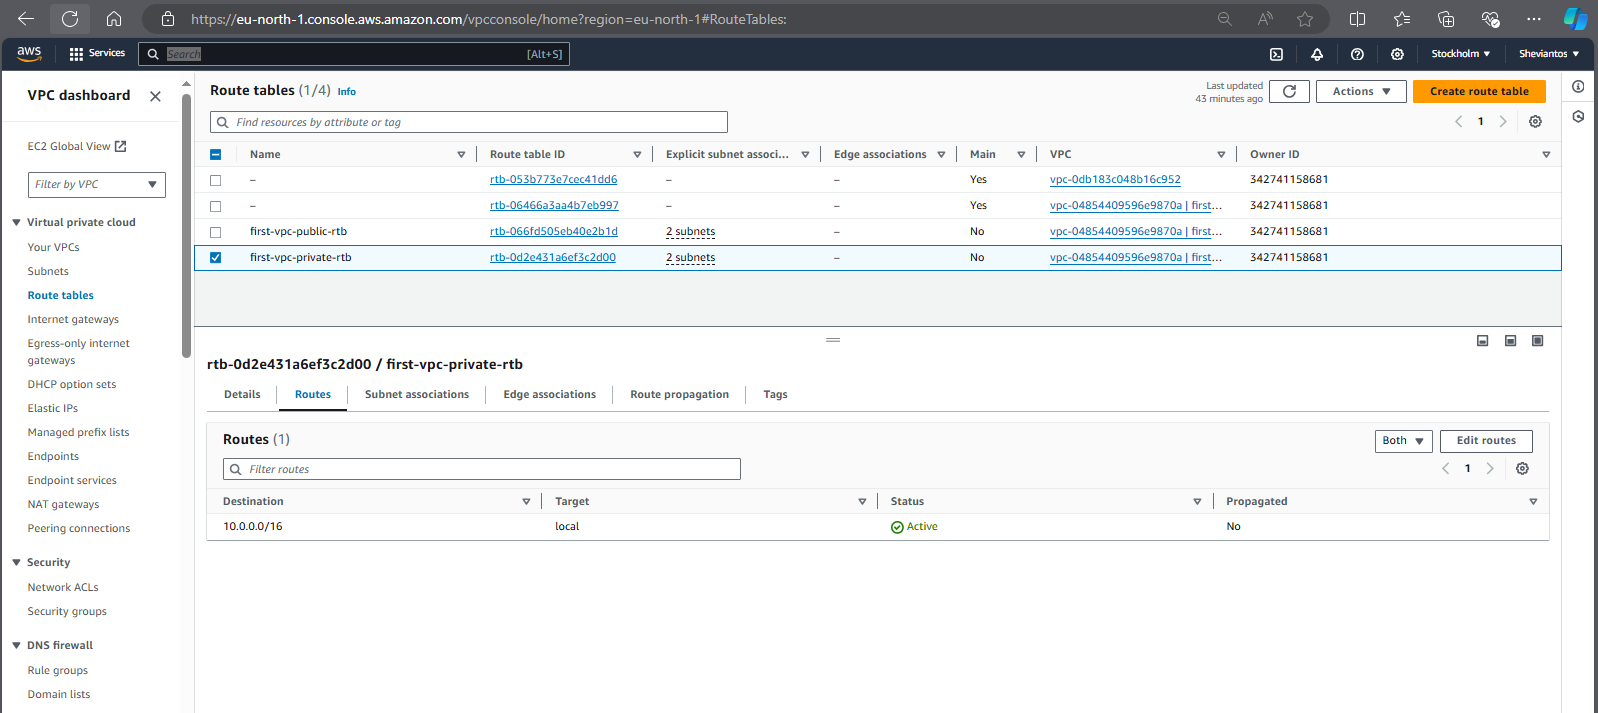 https://eu-north-1.console.aws.amazon.com/vpcconsole/home?region=eu-north-1#RouteTables:
aws Services Search [Alt+S] Stockholm Sheviantos
VPC dashboard
EC2 Global View
Filter by VPC
Virtual private cloud
Your VPCs
Subnets
Route tables
Internet gateways
Egress-only internet
gateways
DHCP option sets
Elastic IPs
Managed prefix lists
Endpoints
Endpoint services
NAT gateways
Peering connections
Security
Network ACLs
Security groups
DNS firewall
Rule groups
Domain lists
Route tables (1/4) Info
Last updated
43 minutes ago
Actions
Create route table
Find resources by attribute or tag
1
Name Route table ID Explicit subnet associ... Edge associations Main VPC Owner ID
– rtb-053b773e7cec41dd6 – – Yes vpc-0db183c048b16c952 342741158681
– rtb-06466a3aa4b7eb997 – – Yes vpc-04854409596e9870a | first... 342741158681
first-vpc-public-rtb rtb-066fd505eb40e2b1d 2 subnets – No vpc-04854409596e9870a | first... 342741158681
first-vpc-private-rtb rtb-0d2e431a6ef3c2d00 2 subnets – No vpc-04854409596e9870a | first... 342741158681
rtb-0d2e431a6ef3c2d00 / first-vpc-private-rtb
Details Routes Subnet associations Edge associations Route propagation Tags
Routes (1)
Both
Edit routes
Filter routes
1
Destination Target Status Propagated
10.0.0.0/16 local Active No